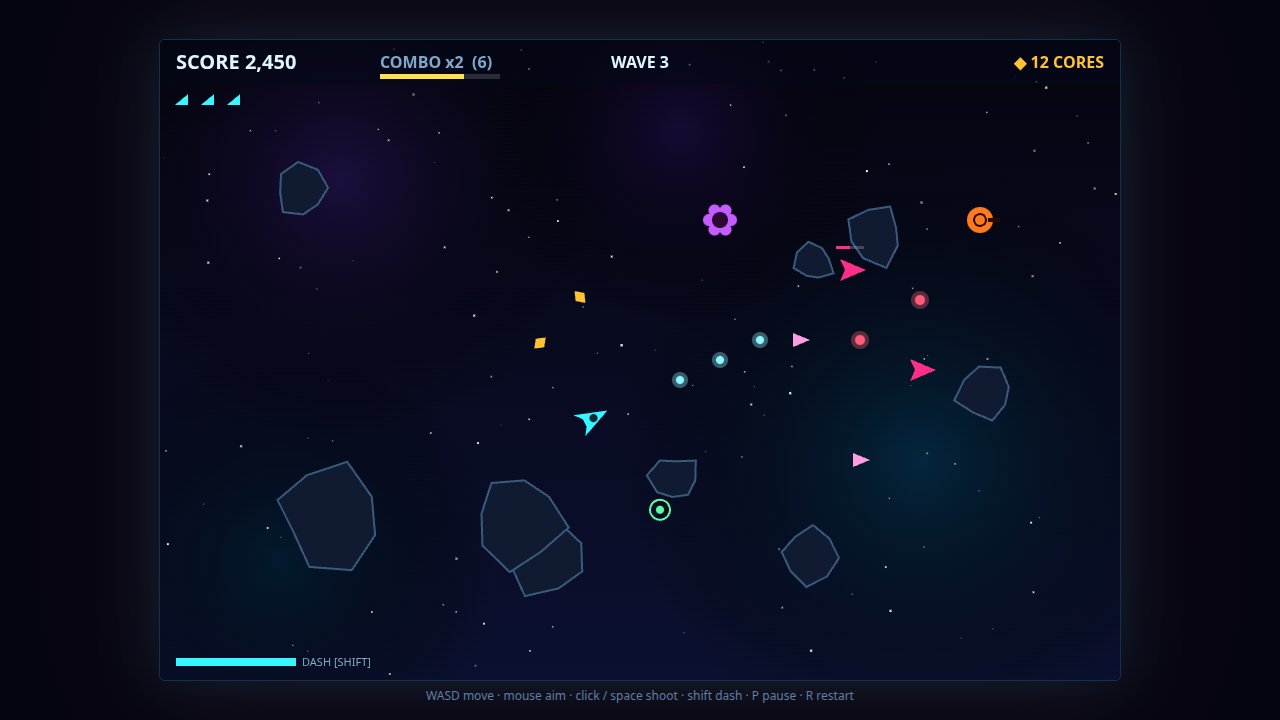 SCORE 2,450
COMBO x2 (6)
WAVE 3
◆ 12 CORES
DASH [SHIFT]
WASD move · mouse aim · click / space shoot · shift dash · P pause · R restart